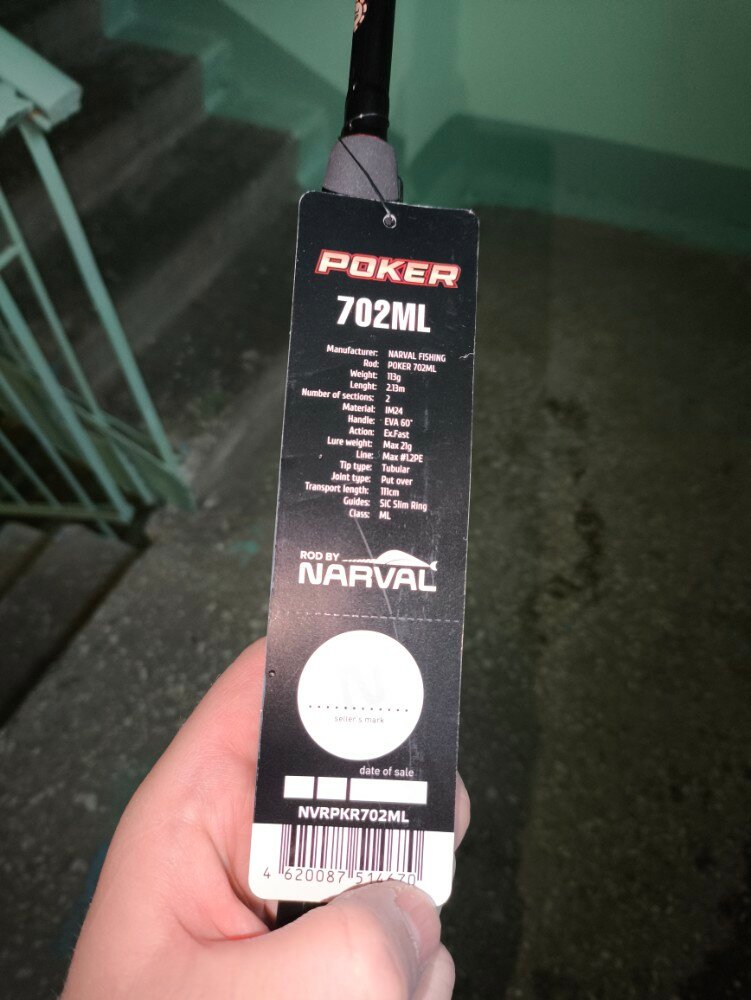 POKER
702ML
Manufacturer: NARVAL FISHING
Rod: POKER 702ML
Weight: 113g
Lenght: 2.13m
Number of sections: 2
Material: IM24
Handle: EVA 60°
Action: Ex.Fast
Lure weight: Max 21g
Line: Max #1.2PE
Tip type: Tubular
Joint type: Put over
Transport length: 111cm
Guides: SIC Slim Ring
Class: ML
ROD BY
NARVAL
seller's mark
date of sale
NVRPKR702ML
4 620087 514670